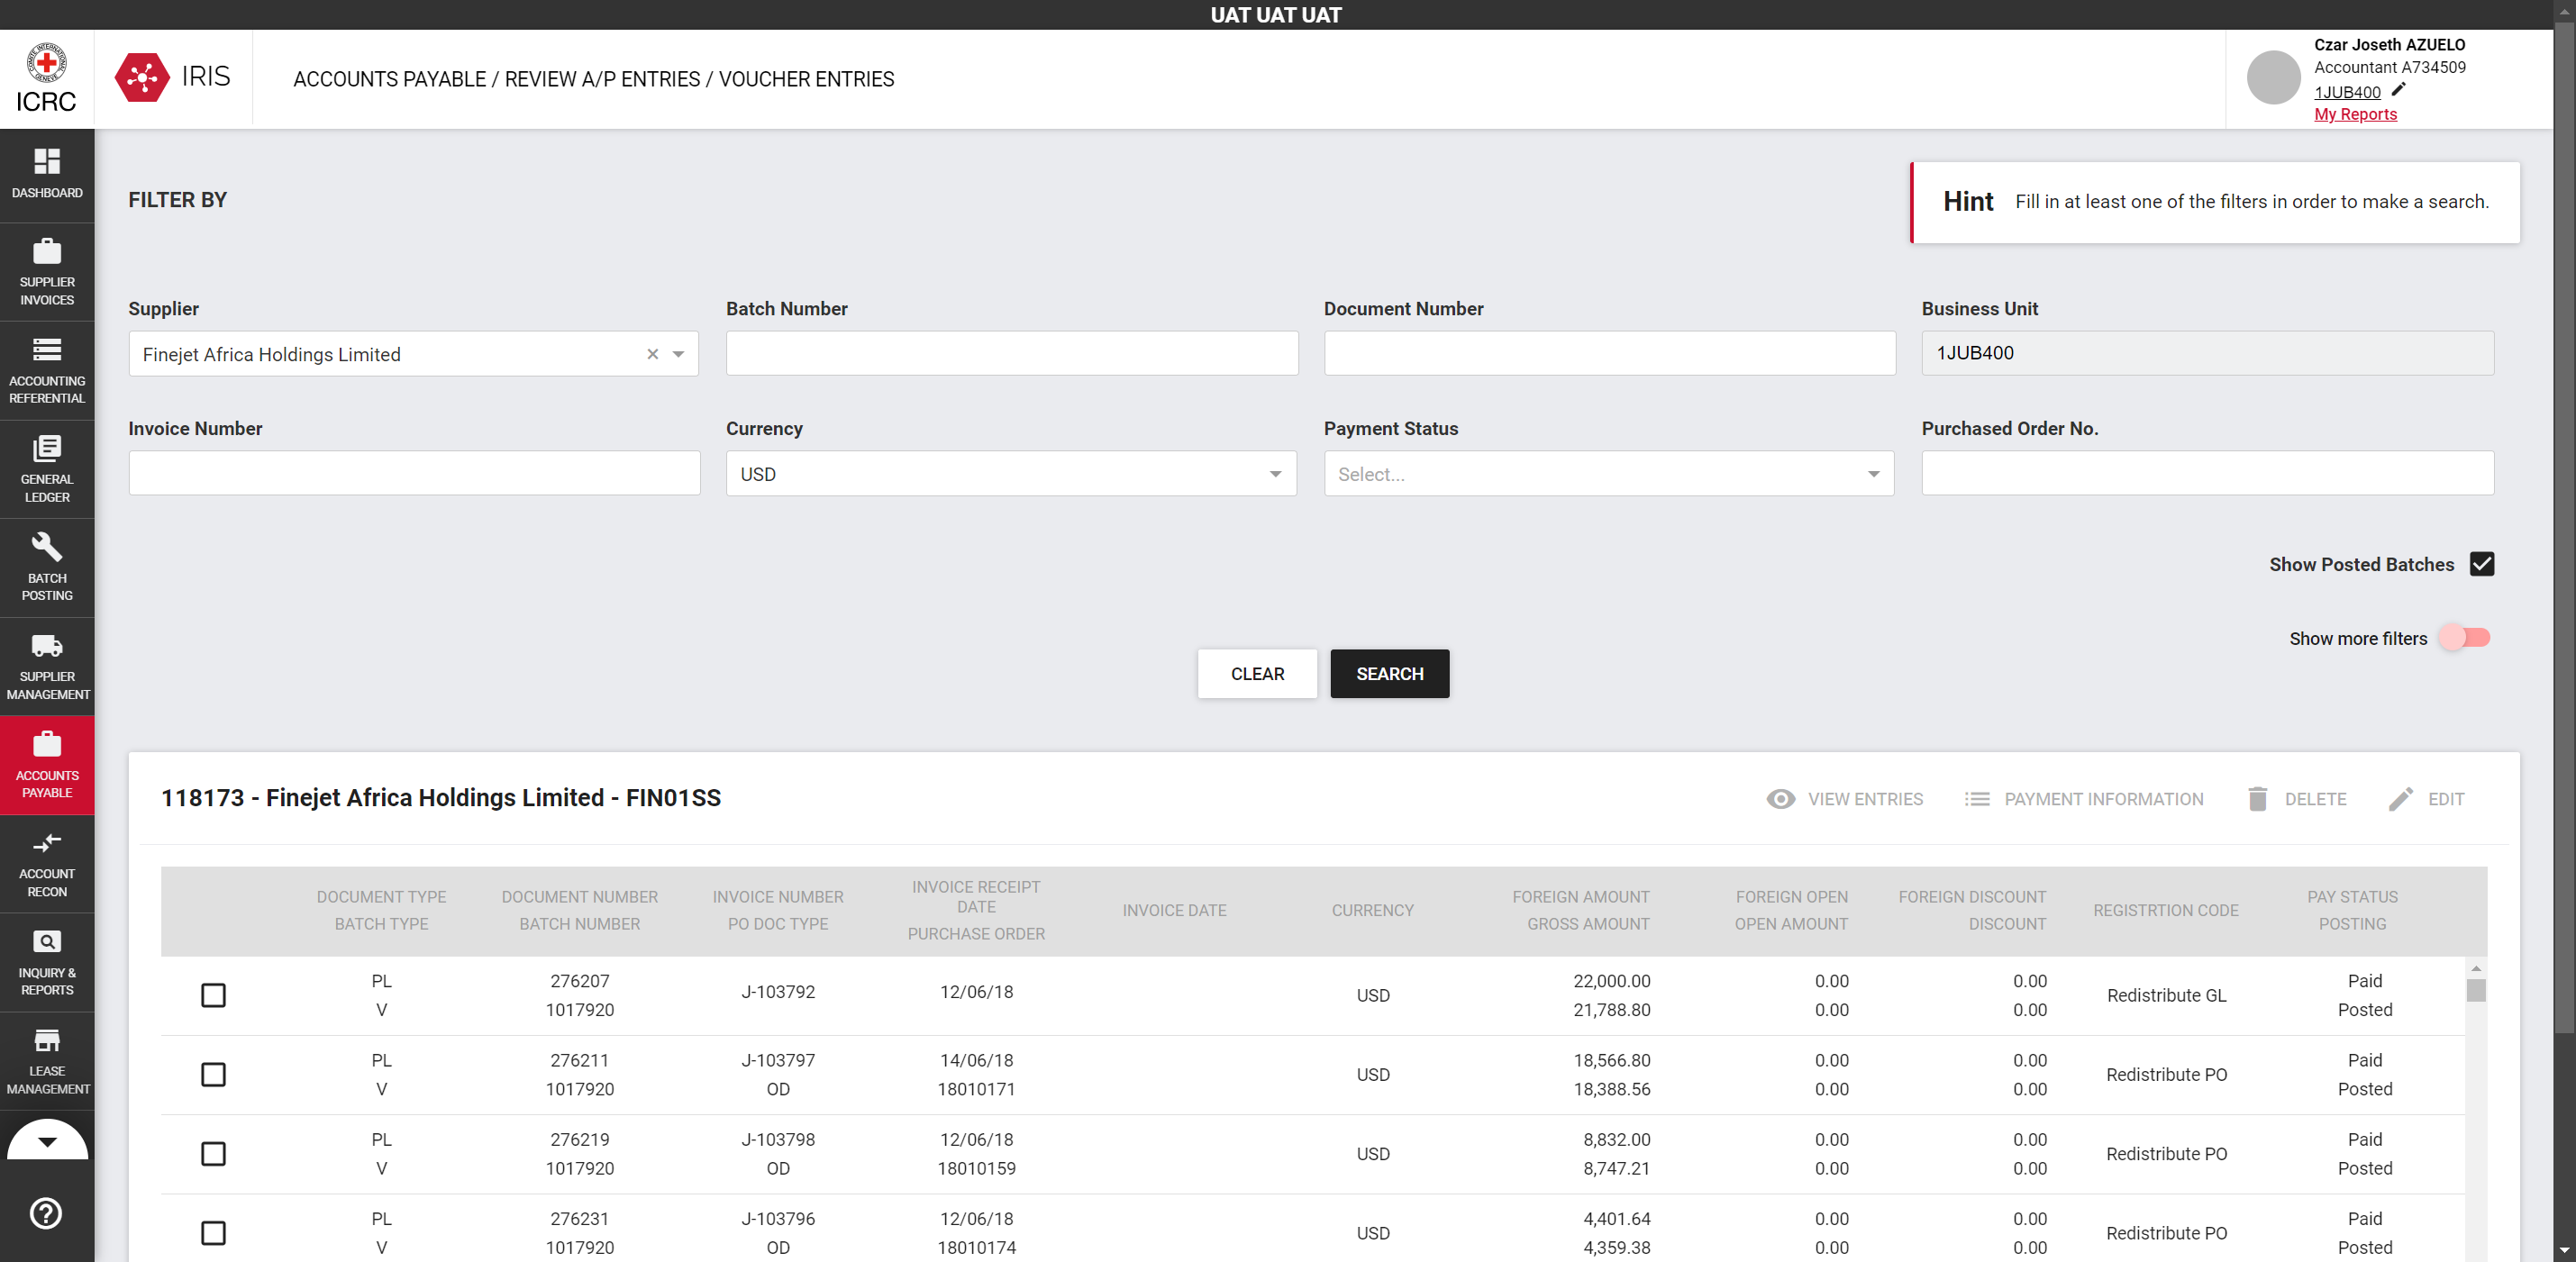 UAT UAT UAT
COMITE INTERNATIONAL GENEVE
ICRC
IRIS
ACCOUNTS PAYABLE / REVIEW A/P ENTRIES / VOUCHER ENTRIES
Czar Joseth AZUELO
Accountant A734509
1JUB400
My Reports
DASHBOARD
SUPPLIER
INVOICES
ACCOUNTING
REFERENTIAL
GENERAL
LEDGER
BATCH
POSTING
SUPPLIER
MANAGEMENT
ACCOUNTS
PAYABLE
ACCOUNT
RECON
INQUIRY &
REPORTS
LEASE
MANAGEMENT
FILTER BY
Hint Fill in at least one of the filters in order to make a search.
Supplier Batch Number Document Number Business Unit
Finejet Africa Holdings Limited 1JUB400
Invoice Number Currency Payment Status Purchased Order No.
USD Select...
Show Posted Batches
Show more filters
CLEAR SEARCH
118173 - Finejet Africa Holdings Limited - FIN01SS
VIEW ENTRIES PAYMENT INFORMATION DELETE EDIT
DOCUMENT TYPE
BATCH TYPE
DOCUMENT NUMBER
BATCH NUMBER
INVOICE NUMBER
PO DOC TYPE
INVOICE RECEIPT
DATE
PURCHASE ORDER
INVOICE DATE
CURRENCY
FOREIGN AMOUNT
GROSS AMOUNT
FOREIGN OPEN
OPEN AMOUNT
FOREIGN DISCOUNT
DISCOUNT
REGISTRTION CODE
PAY STATUS
POSTING
PL 276207 J-103792 12/06/18 USD 22,000.00 0.00 0.00 Redistribute GL Paid
V 1017920 21,788.80 0.00 0.00 Posted
PL 276211 J-103797 14/06/18 USD 18,566.80 0.00 0.00 Redistribute PO Paid
V 1017920 OD 18010171 18,388.56 0.00 0.00 Posted
PL 276219 J-103798 12/06/18 USD 8,832.00 0.00 0.00 Redistribute PO Paid
V 1017920 OD 18010159 8,747.21 0.00 0.00 Posted
PL 276231 J-103796 12/06/18 USD 4,401.64 0.00 0.00 Redistribute PO Paid
V 1017920 OD 18010174 4,359.38 0.00 0.00 Posted